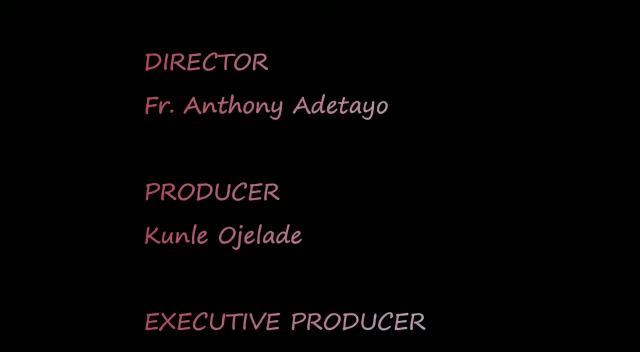 DIRECTOR
Fr. Anthony Adetayo
PRODUCER
Kunle Ojelade
EXECUTIVE PRODUCER